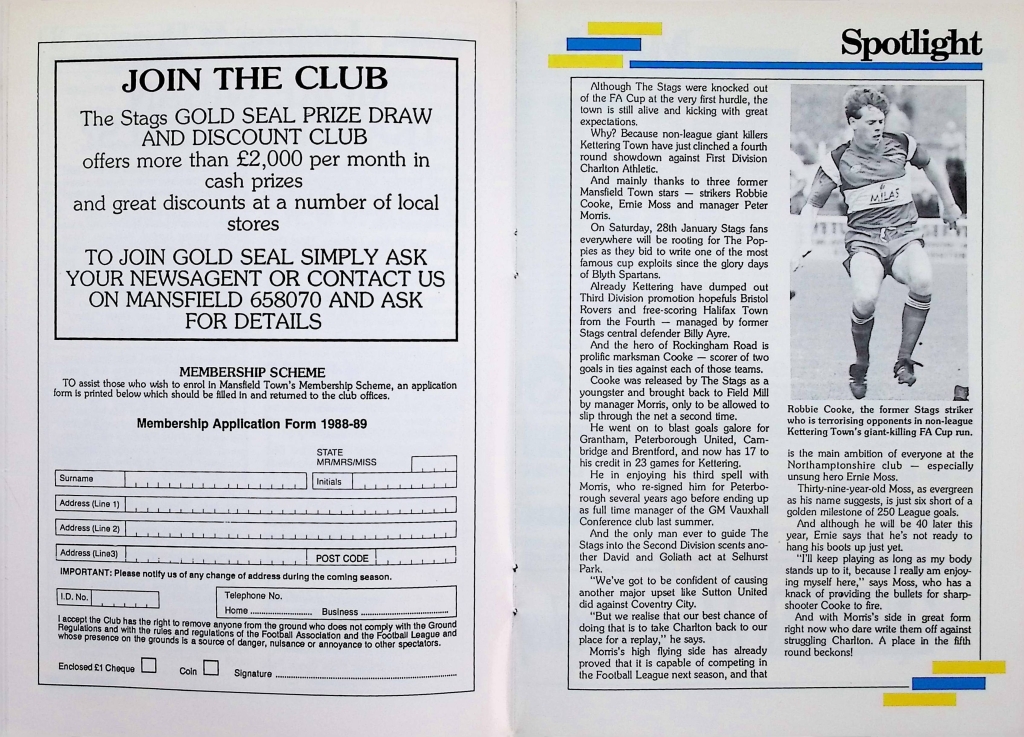 JOIN THE CLUB
The Stags GOLD SEAL PRIZE DRAW
AND DISCOUNT CLUB
offers more than £2,000 per month in
cash prizes
and great discounts at a number of local
stores
TO JOIN GOLD SEAL SIMPLY ASK
YOUR NEWSAGENT OR CONTACT US
ON MANSFIELD 658070 AND ASK
FOR DETAILS
MEMBERSHIP SCHEME
TO assist those who wish to enrol in Mansfield Town's Membership Scheme, an application
form is printed below which should be filled in and returned to the club offices.
Membership Application Form 1988-89
STATE
MR/MRS/MISS
Surname
Initials
Address (Line 1)
Address (Line 2)
Address (Line3)
POST CODE
IMPORTANT: Please notify us of any change of address during the coming season.
I.D. No.
Telephone No.
Home ..................... Business ................................
I accept the Club has the right to remove anyone from the ground who does not comply with the Ground
Regulations and with the rules and regulations of the Football Association and the Football League and
whose presence on the grounds is a source of danger, nuisance or annoyance to other spectators.
Enclosed £1 Cheque
Coin
Signature ............................................................
Spotlight
Although The Stags were knocked out
of the FA Cup at the very first hurdle, the
town is still alive and kicking with great
expectations.
Why? Because non-league giant killers
Kettering Town have just clinched a fourth
round showdown against First Division
Charlton Athletic.
And mainly thanks to three former
Mansfield Town stars — strikers Robbie
Cooke, Ernie Moss and manager Peter
Morris.
On Saturday, 28th January Stags fans
everywhere will be rooting for The Pop-
pies as they bid to write one of the most
famous cup exploits since the glory days
of Blyth Spartans.
Already Kettering have dumped out
Third Division promotion hopefuls Bristol
Rovers and free-scoring Halifax Town
from the Fourth — managed by former
Stags central defender Billy Ayre.
And the hero of Rockingham Road is
prolific marksman Cooke — scorer of two
goals in ties against each of those teams.
Cooke was released by The Stags as a
youngster and brought back to Field Mill
by manager Morris, only to be allowed to
slip through the net a second time.
He went on to blast goals galore for
Grantham, Peterborough United, Cam-
bridge and Brentford, and now has 17 to
his credit in 23 games for Kettering.
He in enjoying his third spell with
Morris, who re-signed him for Peterbo-
rough several years ago before ending up
as full time manager of the GM Vauxhall
Conference club last summer.
And the only man ever to guide The
Stags into the Second Division scents ano-
ther David and Goliath act at Selhurst
Park.
"We've got to be confident of causing
another major upset like Sutton United
did against Coventry City.
"But we realise that our best chance of
doing that is to take Charlton back to our
place for a replay," he says.
Morris's high flying side has already
proved that it is capable of competing in
the Football League next season, and that
MILAS
Robbie Cooke, the former Stags striker
who is terrorising opponents in non-league
Kettering Town's giant-killing FA Cup run.
is the main ambition of everyone at the
Northamptonshire club — especially
unsung hero Ernie Moss.
Thirty-nine-year-old Moss, as evergreen
as his name suggests, is just six short of a
golden milestone of 250 League goals.
And although he will be 40 later this
year, Ernie says that he's not ready to
hang his boots up just yet.
"I'll keep playing as long as my body
stands up to it, because I really am enjoy-
ing myself here," says Moss, who has a
knack of providing the bullets for sharp-
shooter Cooke to fire.
And with Morris's side in great form
right now who dare write them off against
struggling Charlton. A place in the fifth
round beckons!